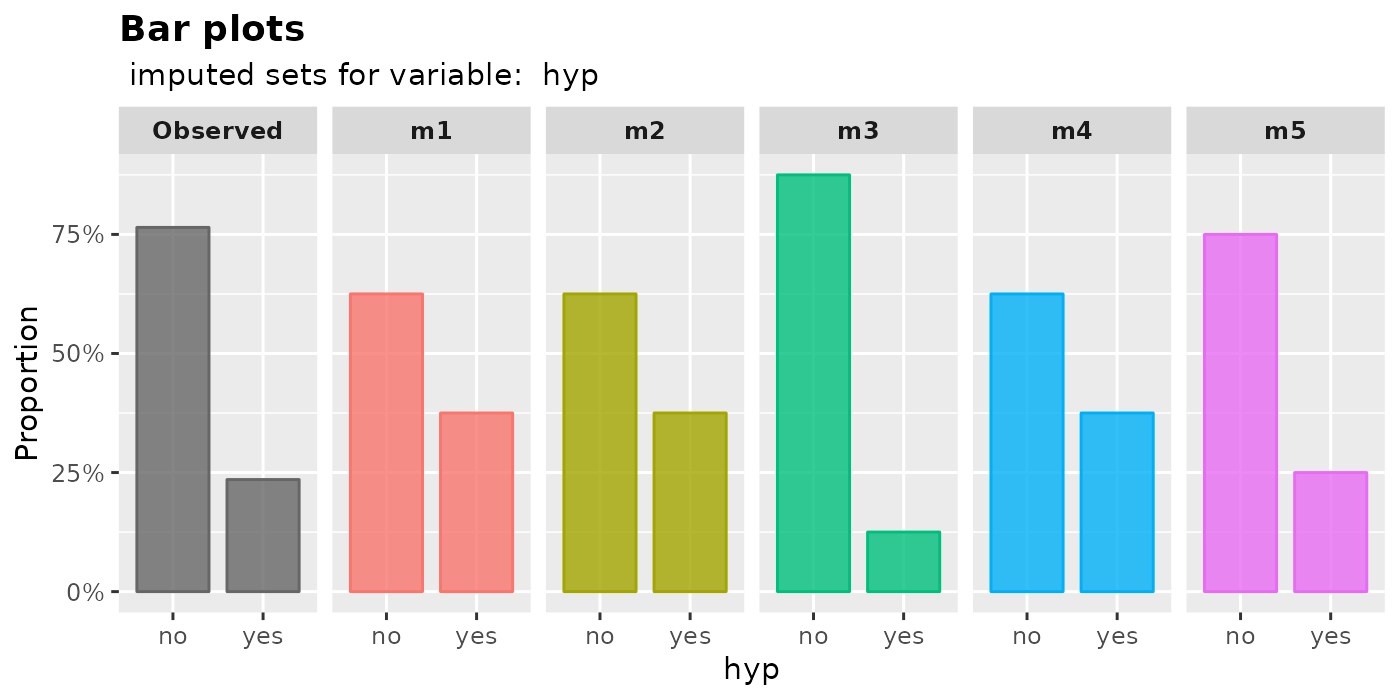 Bar plots
imputed sets for variable:  hyp
Observed m1 m2 m3 m4 m5
Proportion
75%
50%
25%
0%
no yes no yes no yes no yes no yes no yes
hyp